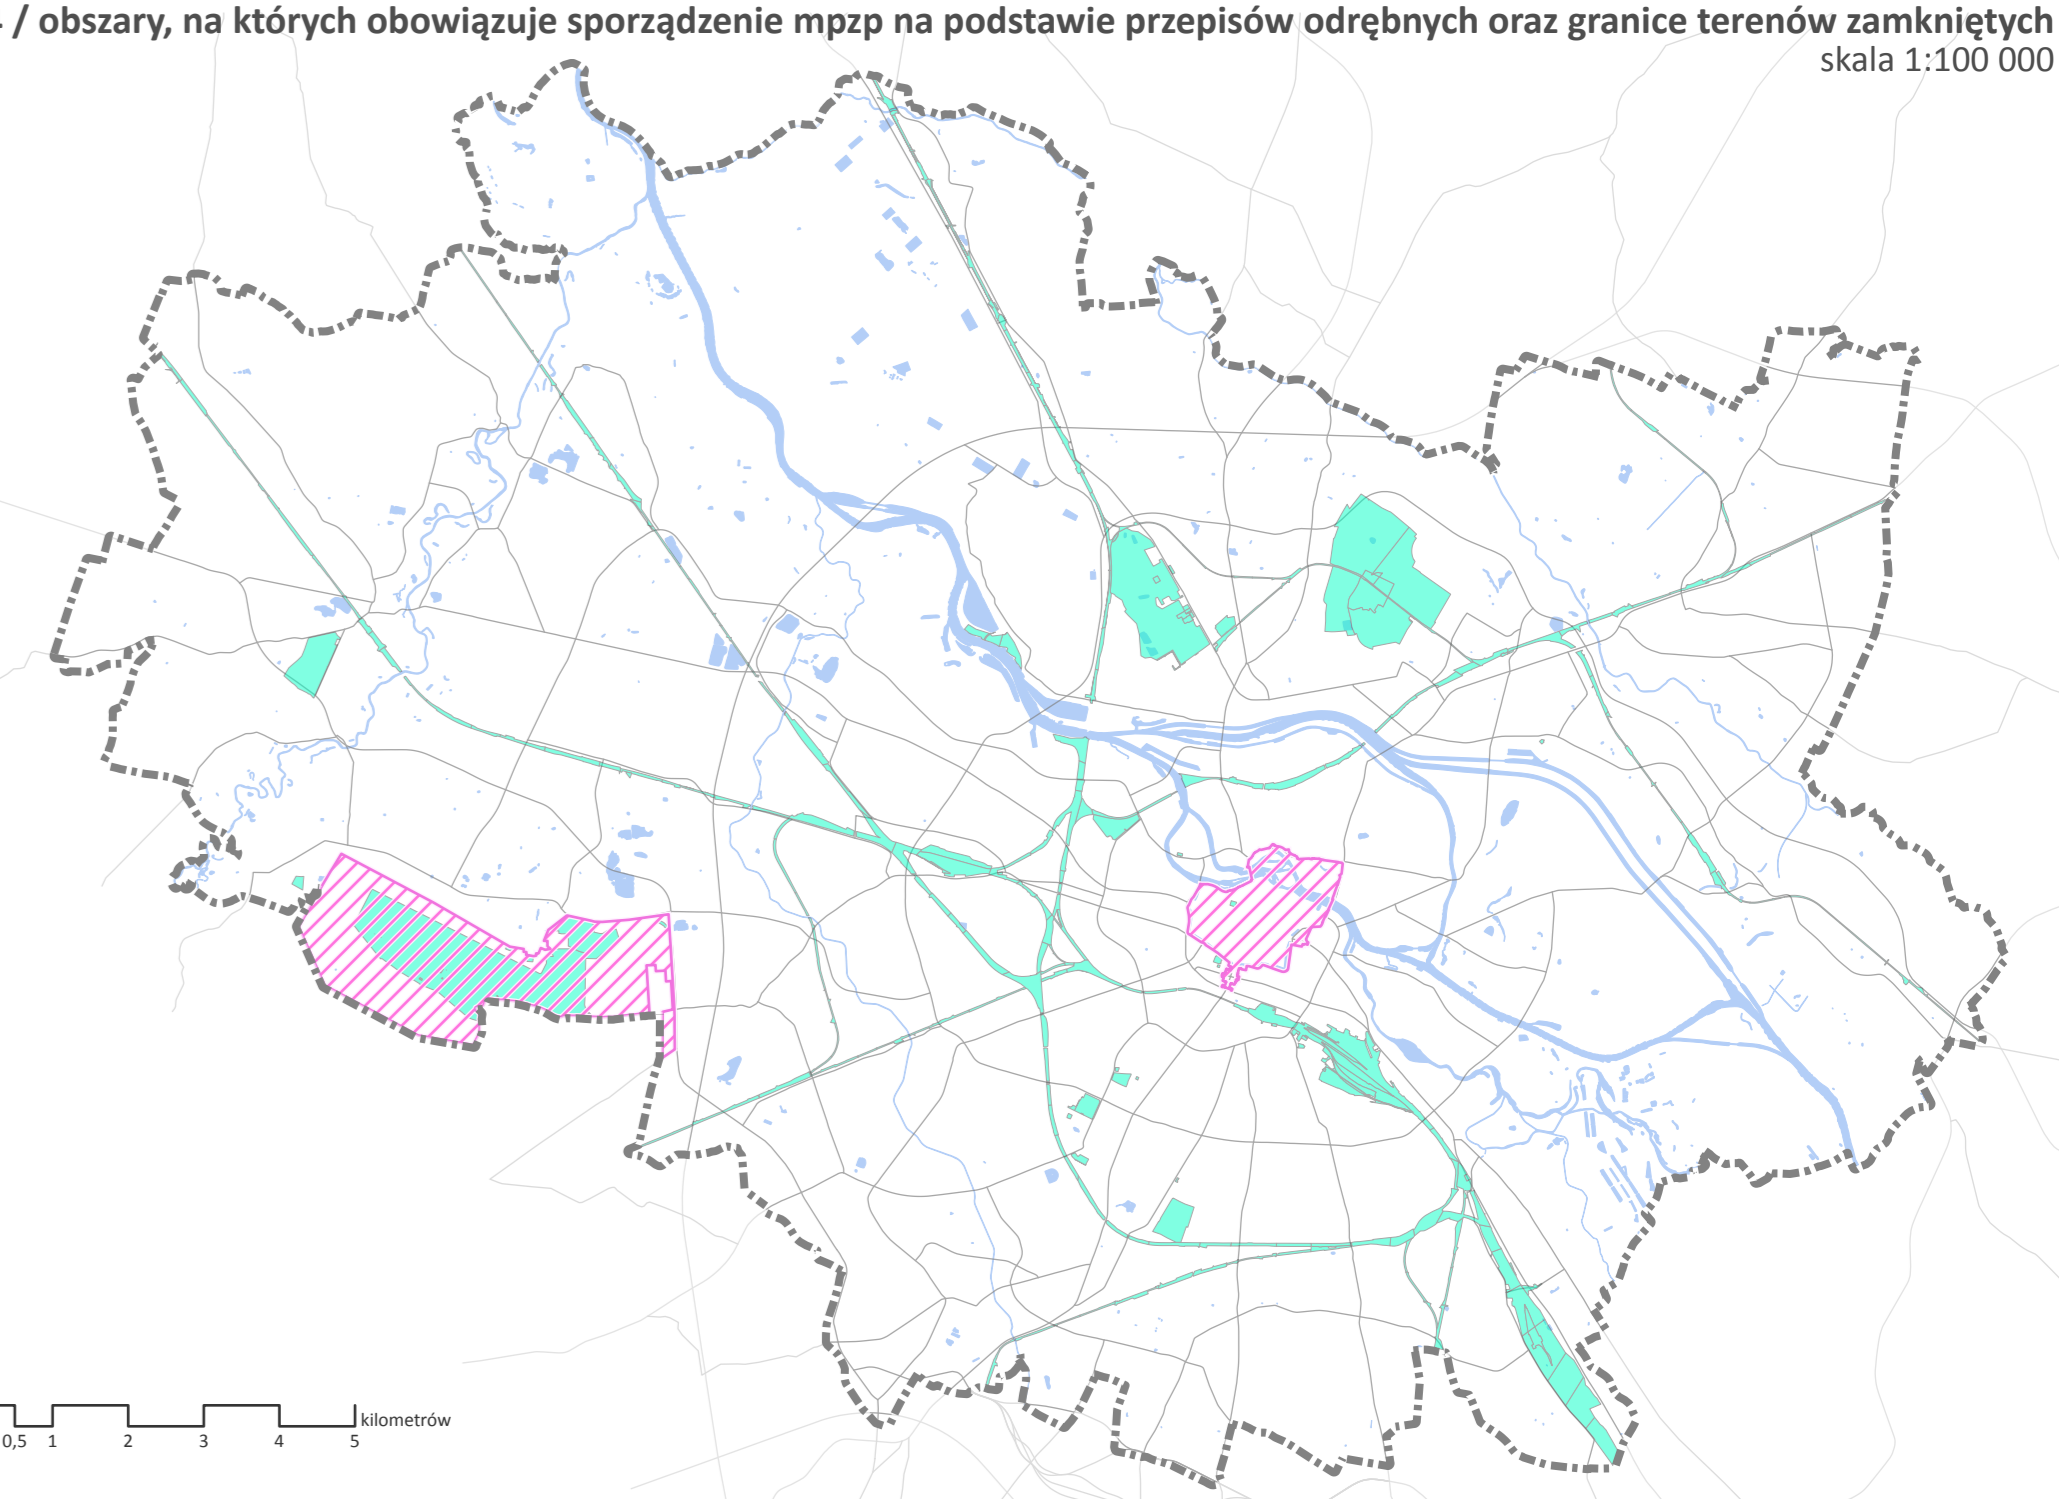 / obszary, na których obowiązuje sporządzenie mpzp na podstawie przepisów odrębnych oraz granice terenów zamkniętych
skala 1:100 000
kilometrów
0,5 1 2 3 4 5